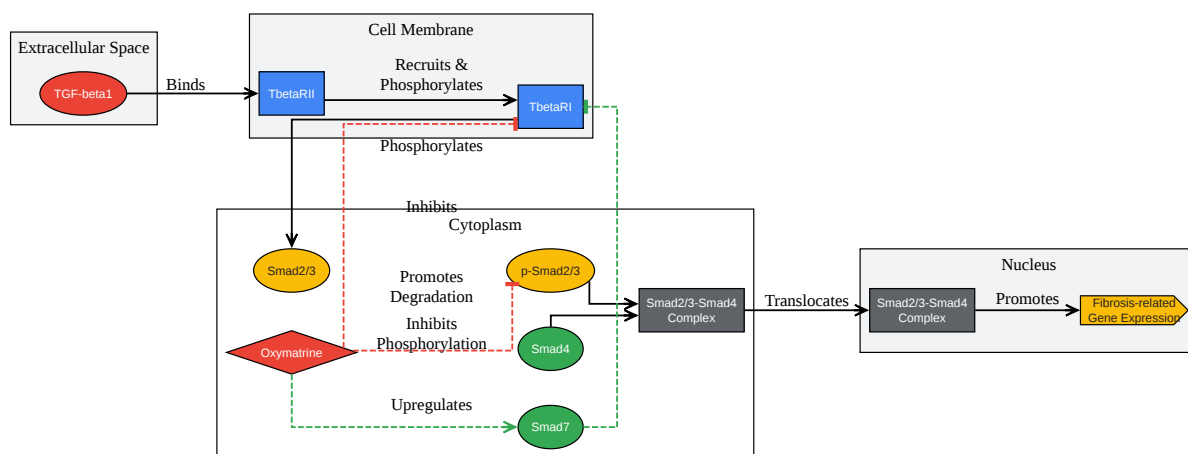 Extracellular Space
TGF-beta1
Binds
Cell Membrane
TbetaRII
Recruits &
Phosphorylates
TbetaRI
Phosphorylates
Inhibits
Cytoplasm
Smad2/3
Promotes
Degradation
p-Smad2/3
Oxymatrine
Inhibits
Phosphorylation
Smad4
Upregulates
Smad7
Smad2/3-Smad4
Complex
Translocates
Nucleus
Smad2/3-Smad4
Complex
Promotes
Fibrosis-related
Gene Expression